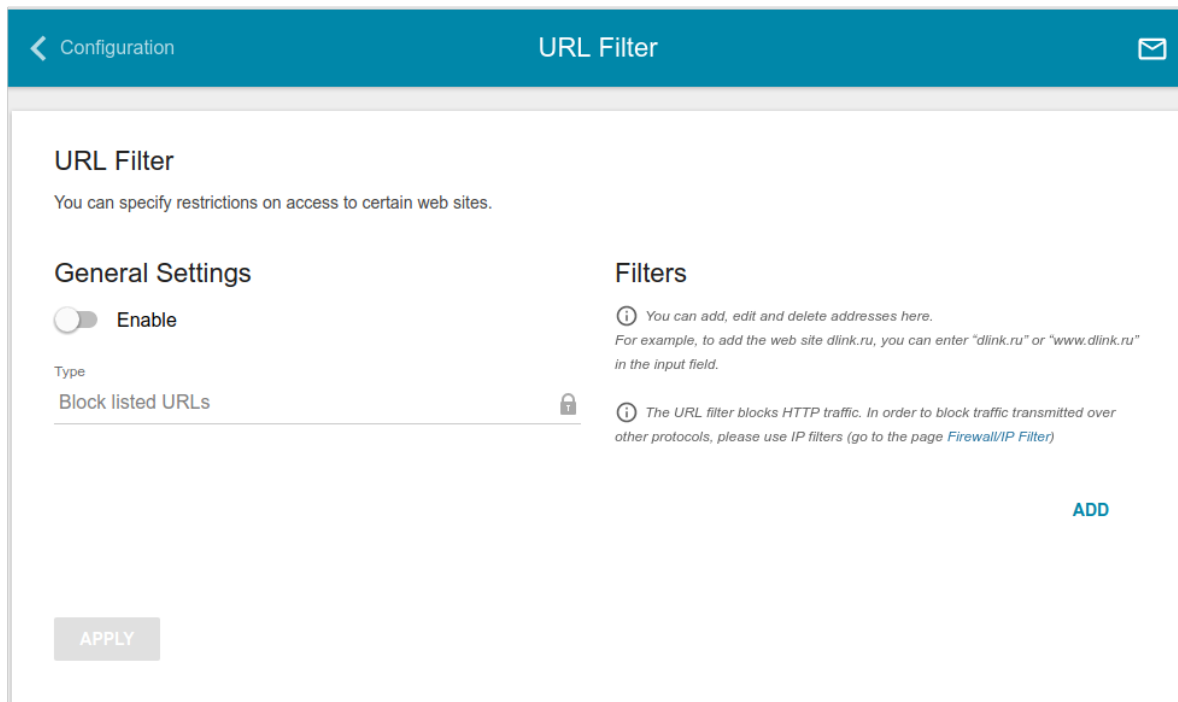 Configuration
URL Filter
URL Filter
You can specify restrictions on access to certain web sites.
General Settings
Enable
Type
Block listed URLs
Filters
You can add, edit and delete addresses here.
For example, to add the web site dlink.ru, you can enter “dlink.ru” or “www.dlink.ru”
in the input field.
The URL filter blocks HTTP traffic. In order to block traffic transmitted over
other protocols, please use IP filters (go to the page Firewall/IP Filter)
ADD
APPLY